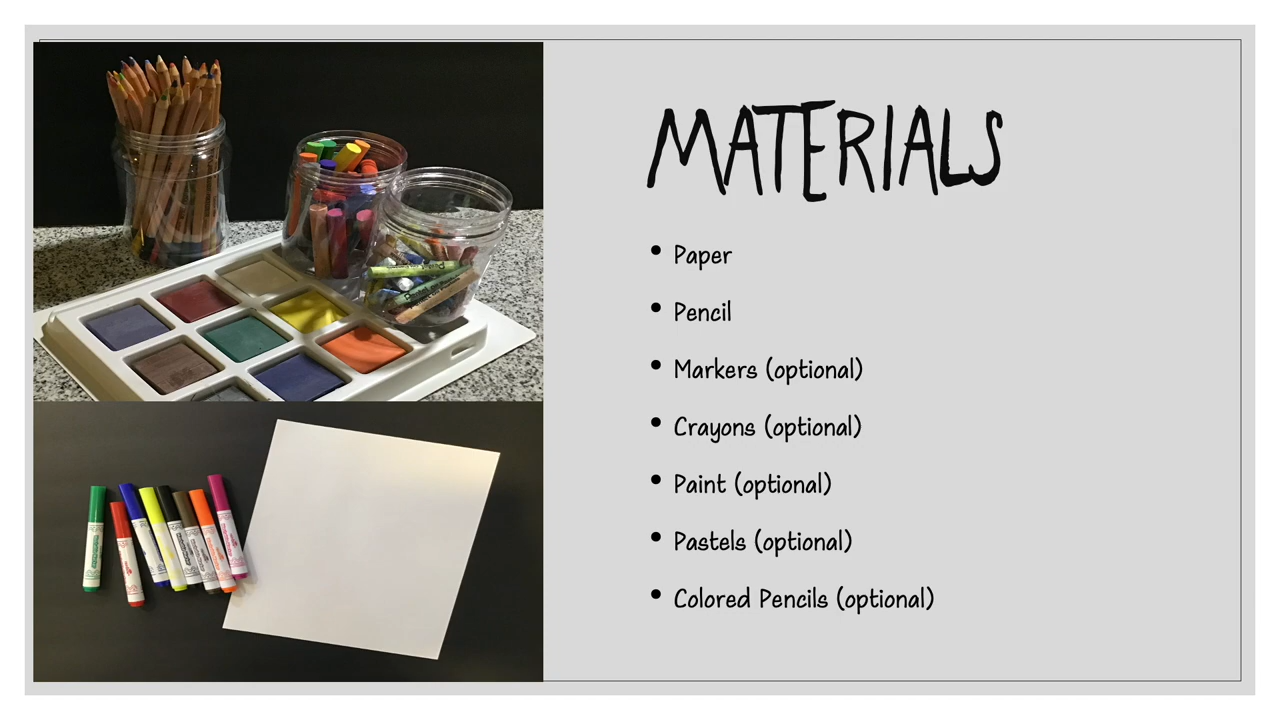 MATERIALS
• Paper
• Pencil
• Markers (optional)
• Crayons (optional)
• Paint (optional)
• Pastels (optional)
• Colored Pencils (optional)